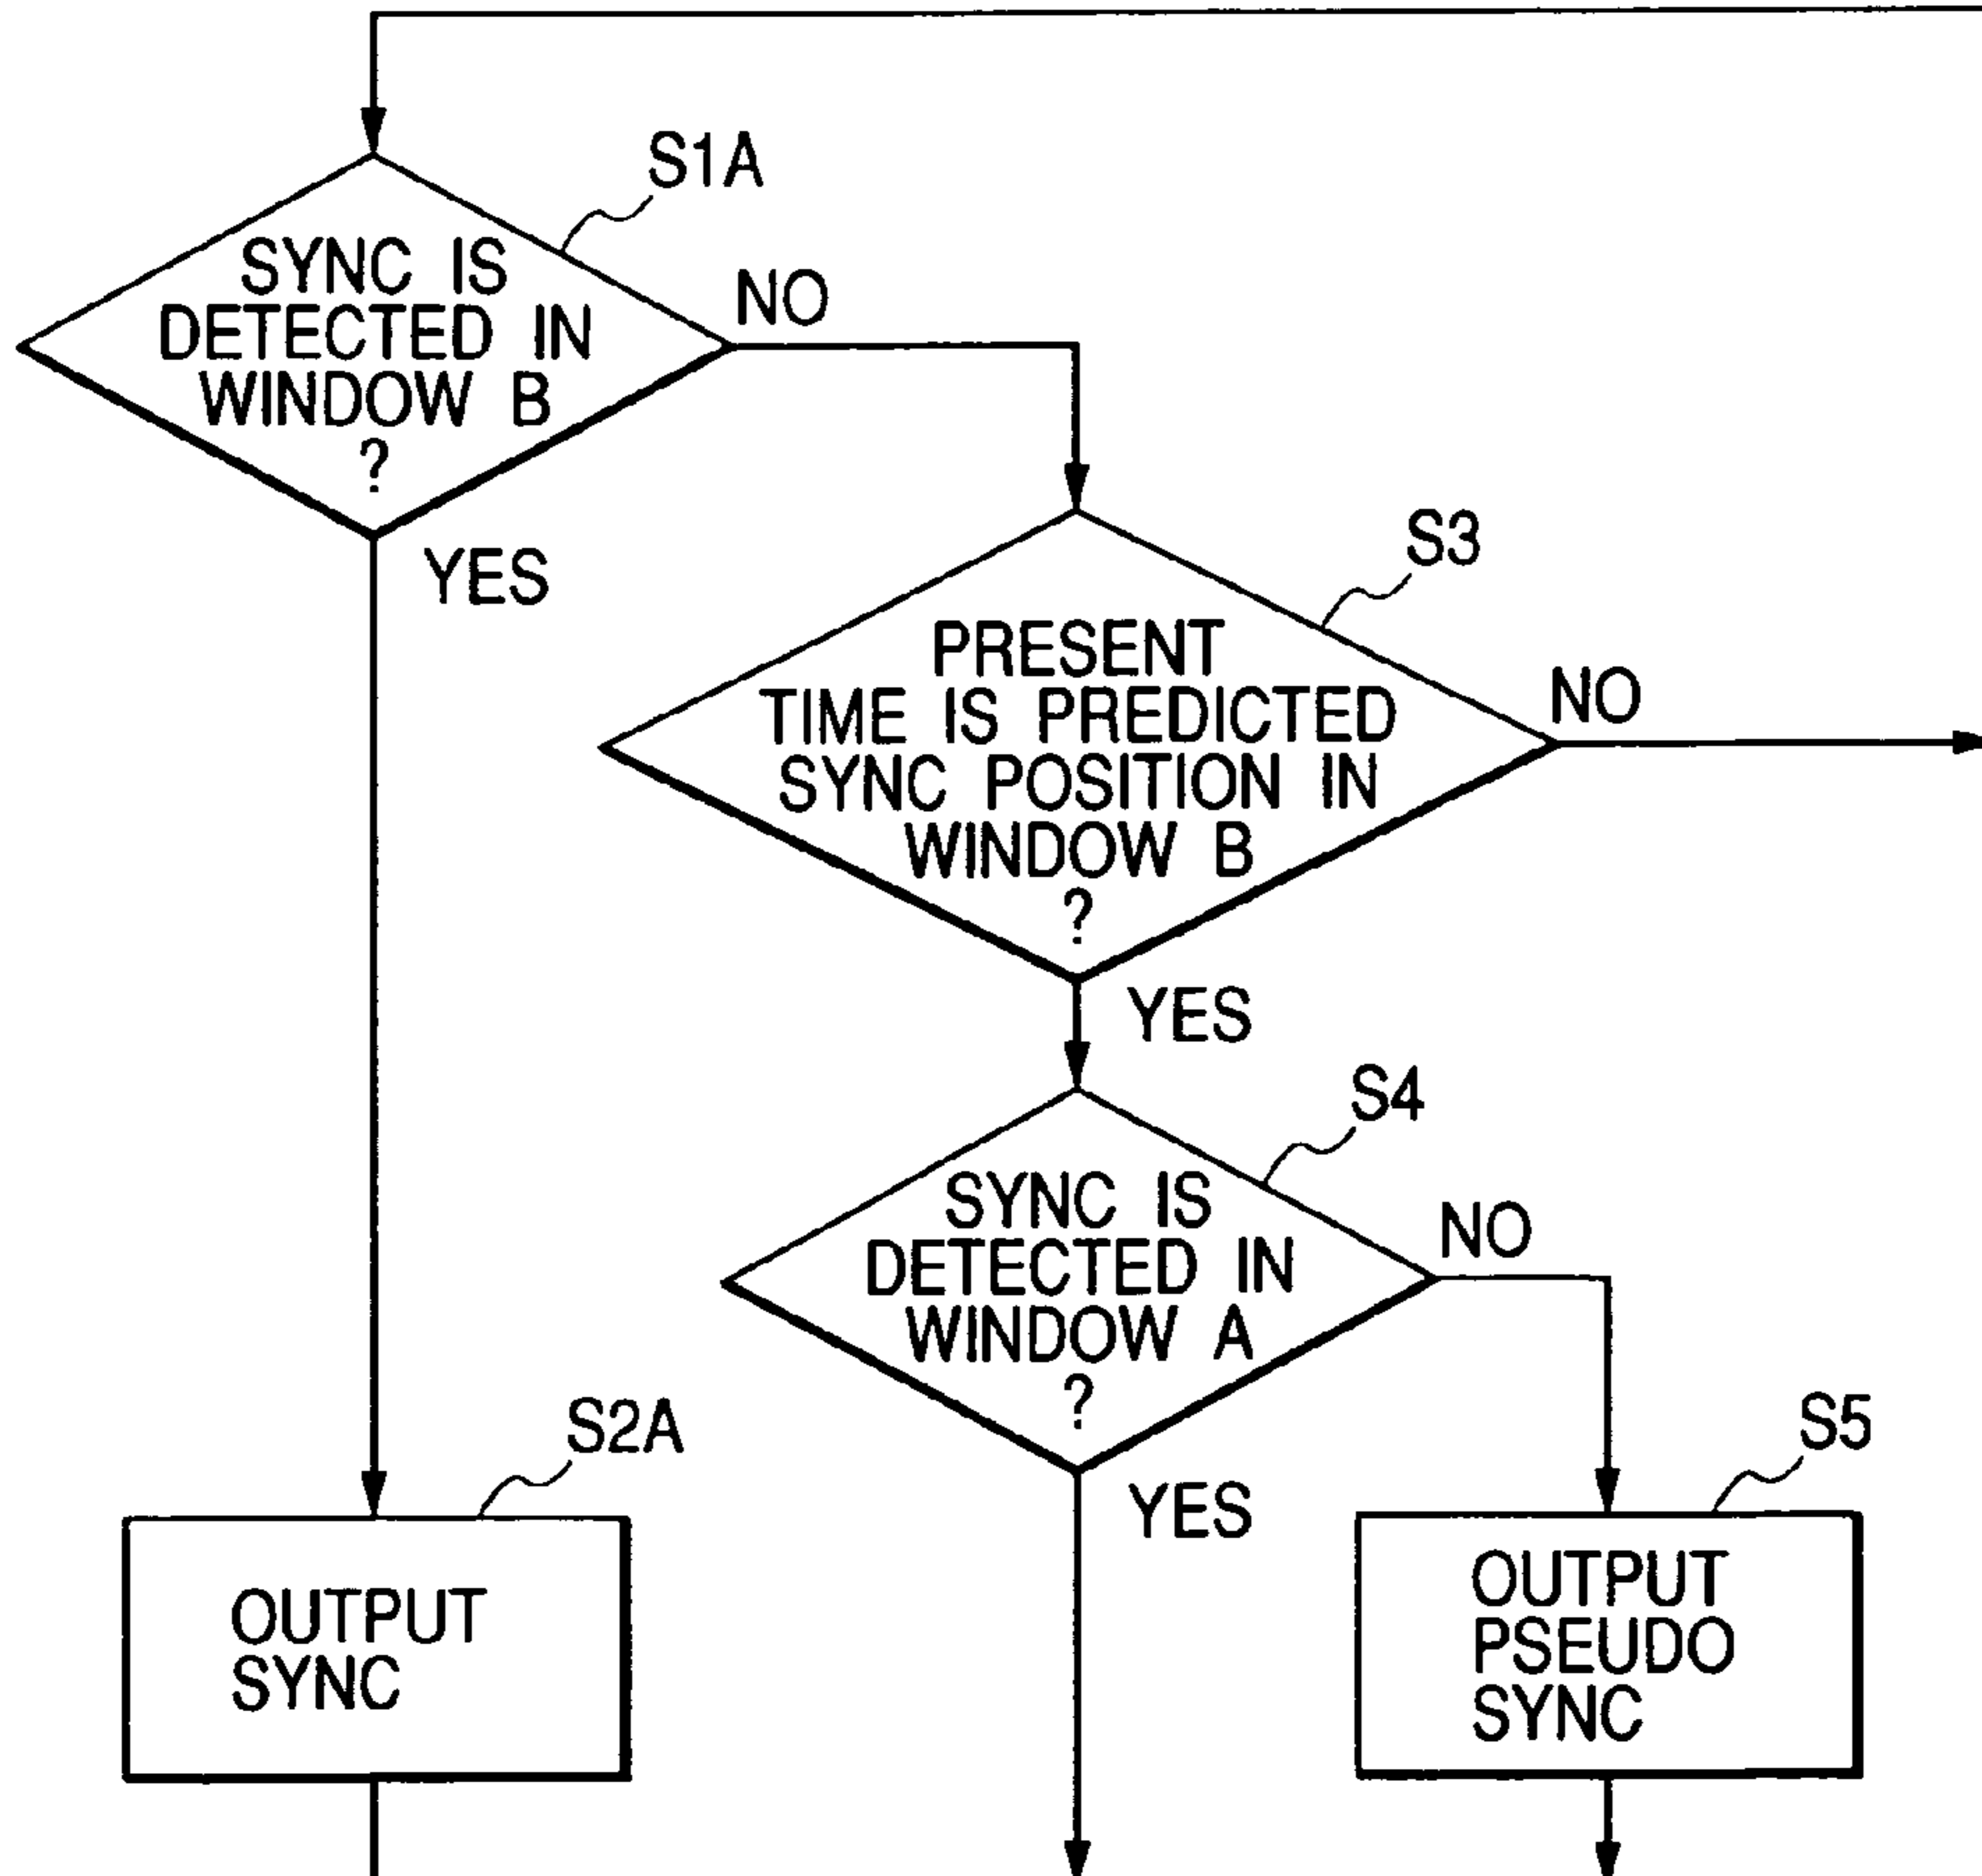 S1A
SYNC IS
DETECTED IN
WINDOW B
?
NO
YES
S3
PRESENT
TIME IS PREDICTED
SYNC POSITION IN
WINDOW B
?
NO
YES
S4
SYNC IS
DETECTED IN
WINDOW A
?
NO
YES
S2A
OUTPUT
SYNC
S5
OUTPUT
PSEUDO
SYNC